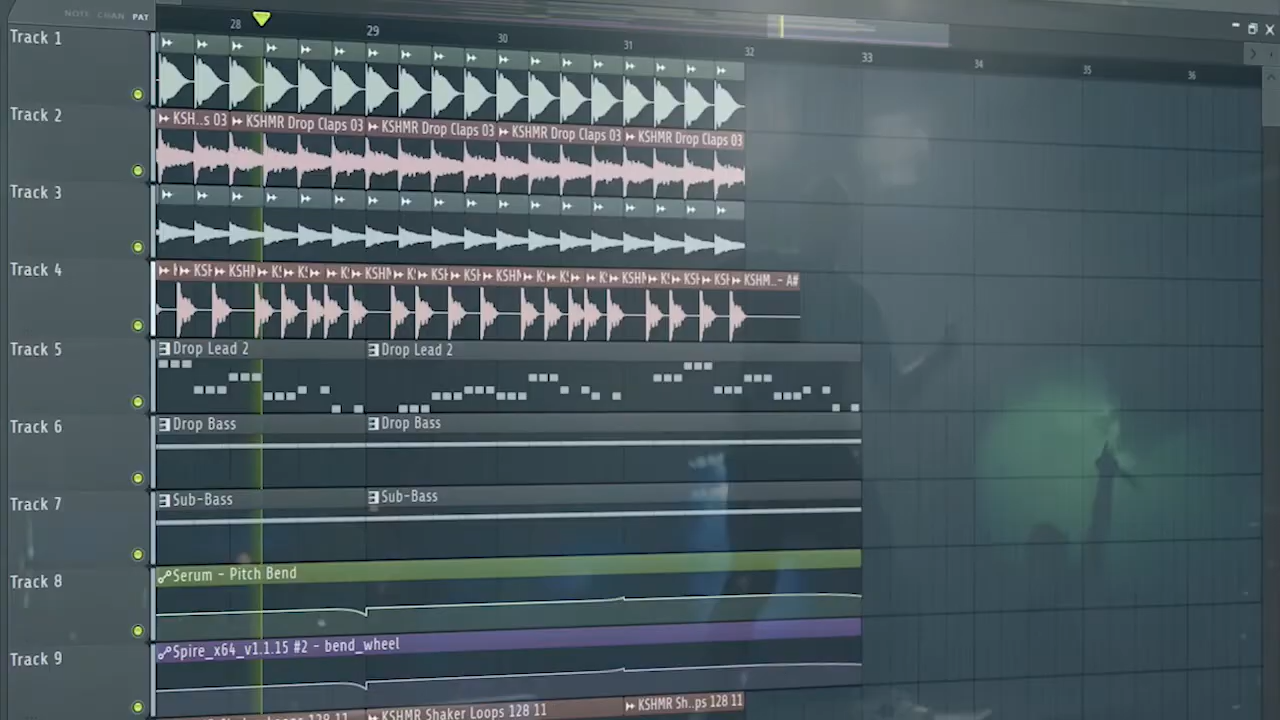 NOTE CHAN PAT
28 29 30 31 32 33 34 35 36
Track 1
Track 2
KSH..s 03 KSHMR Drop Claps 03 KSHMR Drop Claps 03 KSHMR Drop Claps 03 KSHMR Drop Claps 03
Track 3
Track 4
KSHM..- A#
Track 5
Drop Lead 2 Drop Lead 2
Track 6
Drop Bass Drop Bass
Track 7
Sub-Bass Sub-Bass
Track 8
Serum - Pitch Bend
Track 9
Spire_x64_v1.1.15 #2 - bend_wheel
KSHMR Shaker Loops 128 11 KSHMR Sh..ps 128 11